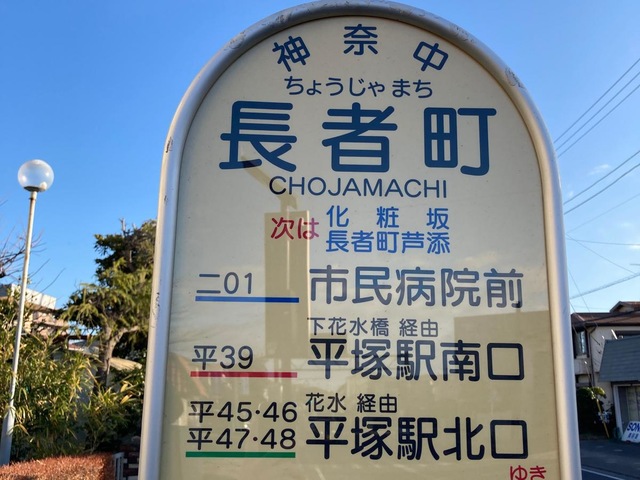 神奈中
ちょうじゃまち
長者町
CHOJAMACHI
次は 化粧坂
長者町芦添
二01 市民病院前
下花水橋 経由
平39 平塚駅南口
花水 経由
平45・46
平47・48 平塚駅北口
ゆき